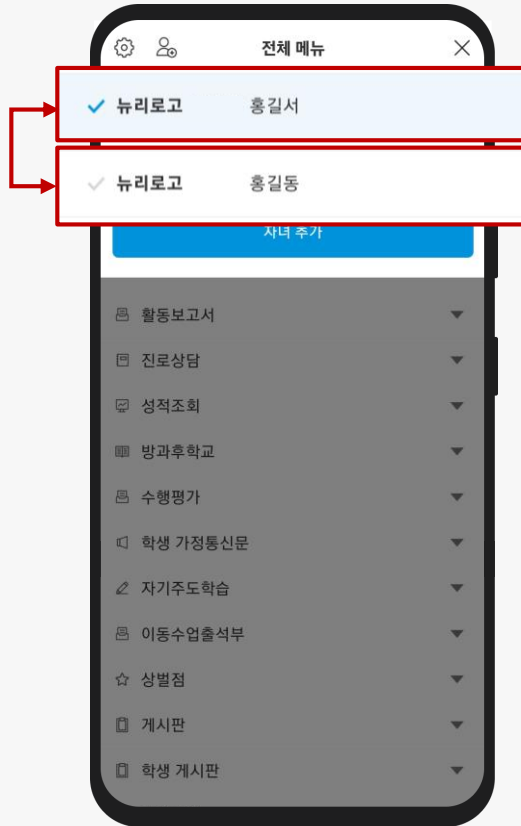 전체 메뉴
뉴리로고 홍길서
뉴리로고 홍길동
자녀 추가
활동보고서
진로상담
성적조회
방과후학교
수행평가
학생 가정통신문
자기주도학습
이동수업출석부
상벌점
게시판
학생 게시판